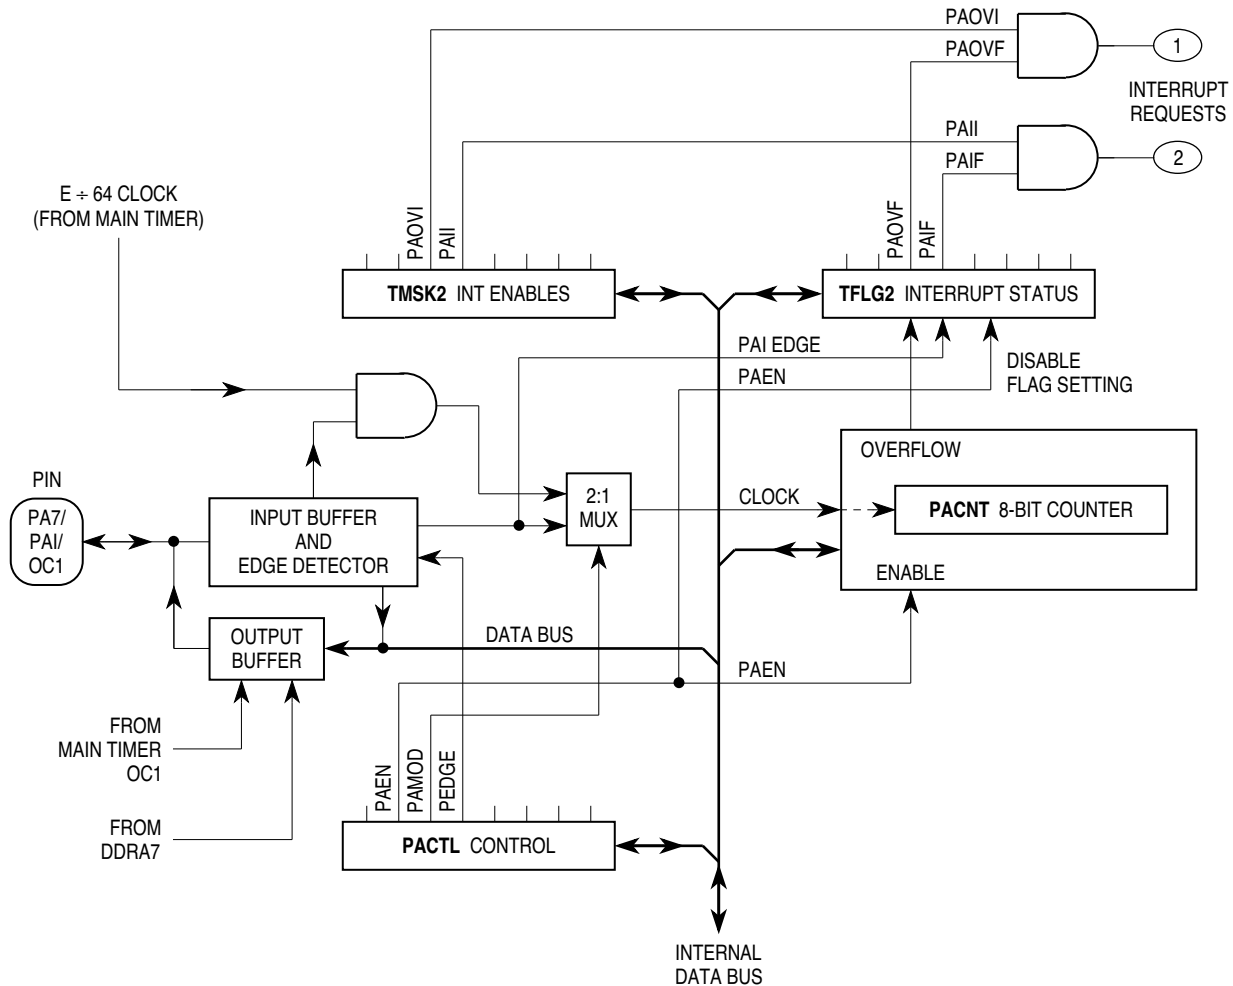 PAOVI
PAOVF
1
INTERRUPT
REQUESTS
PAII
PAIF
2
E ÷ 64 CLOCK
(FROM MAIN TIMER)
PAOVI
PAII
PAOVF
PAIF
TMSK2 INT ENABLES
TFLG2 INTERRUPT STATUS
PAI EDGE
PAEN
DISABLE
FLAG SETTING
OVERFLOW
PIN
PA7/
PAI/
OC1
INPUT BUFFER
AND
EDGE DETECTOR
2:1
MUX
CLOCK
PACNT 8-BIT COUNTER
ENABLE
OUTPUT
BUFFER
DATA BUS
PAEN
FROM
MAIN TIMER
OC1
PAEN
PAMOD
PEDGE
FROM
DDRA7
PACTL CONTROL
INTERNAL
DATA BUS